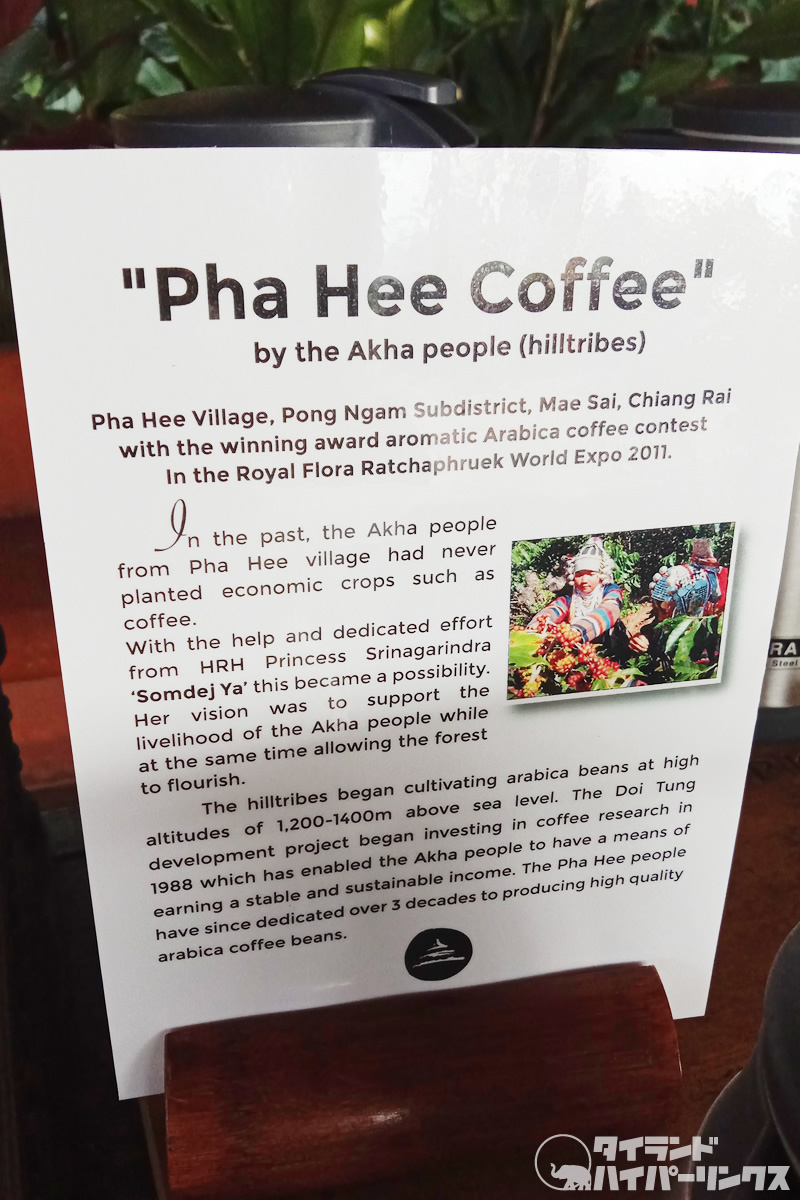 "Pha Hee Coffee"
by the Akha people (hilltribes)
Pha Hee Village, Pong Ngam Subdistrict, Mae Sai, Chiang Rai
with the winning award aromatic Arabica coffee contest
In the Royal Flora Ratchaphruek World Expo 2011.
In the past, the Akha people
from Pha Hee village had never
planted economic crops such as
coffee.
With the help and dedicated effort
from HRH Princess Srinagarindra
‘Somdej Ya’ this became a possibility.
Her vision was to support the
livelihood of the Akha people while
at the same time allowing the forest
to flourish.
The hilltribes began cultivating arabica beans at high
altitudes of 1,200-1400m above sea level. The Doi Tung
development project began investing in coffee research in
1988 which has enabled the Akha people to have a means of
earning a stable and sustainable income. The Pha Hee people
have since dedicated over 3 decades to producing high quality
arabica coffee beans.
Steel
タイランド
ハイパーリンクス